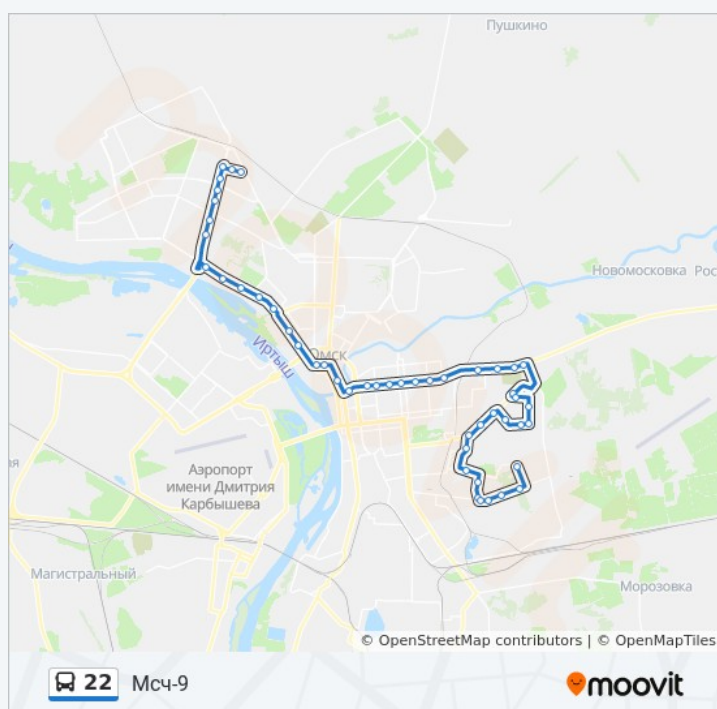 Пушкино
Новомосковка
Рос
Иртыш
Омск
Аэропорт
имени Дмитрия
Карбышева
Магистральный
Морозовка
© OpenStreetMap contributors | © OpenMapTiles
22 Мсч-9
moovit